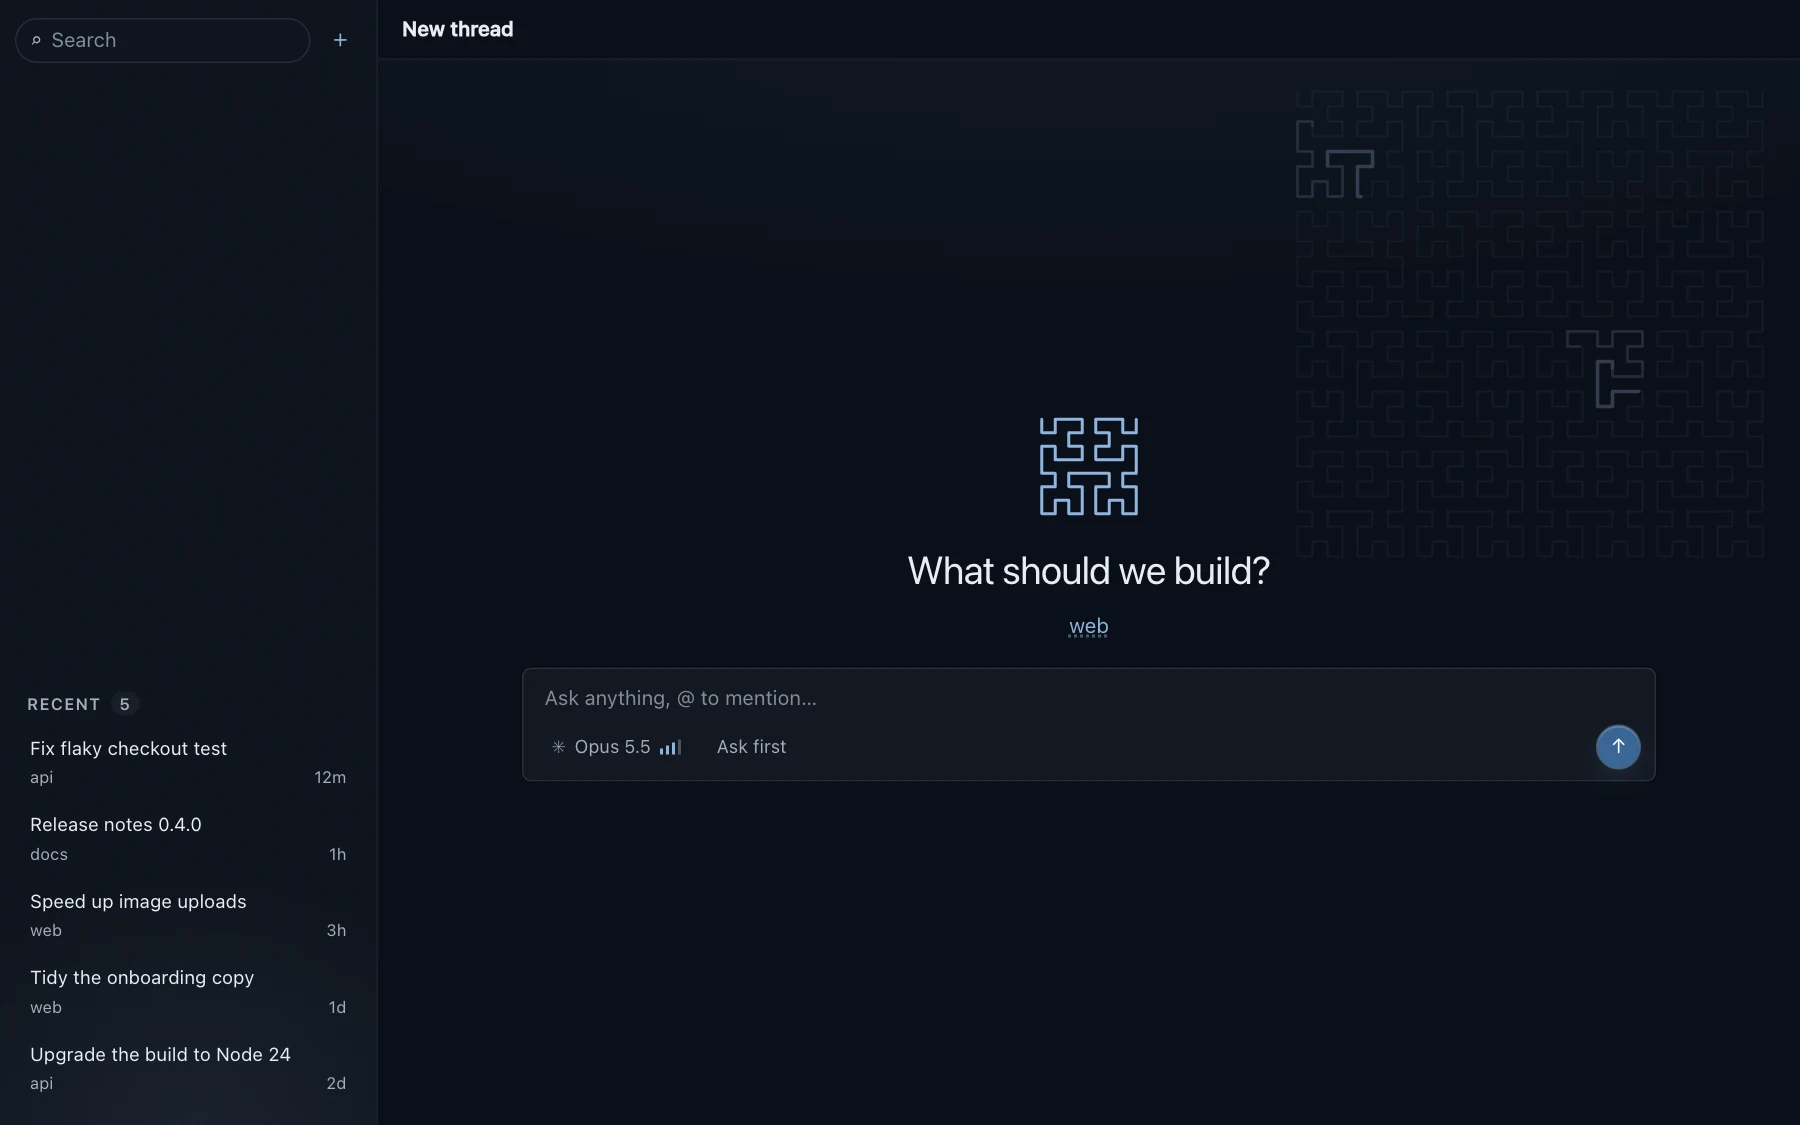 Search
+
New thread
What should we build?
web
Ask anything, @ to mention...
Opus 5.5
Ask first
RECENT 5
Fix flaky checkout test
api 12m
Release notes 0.4.0
docs 1h
Speed up image uploads
web 3h
Tidy the onboarding copy
web 1d
Upgrade the build to Node 24
api 2d